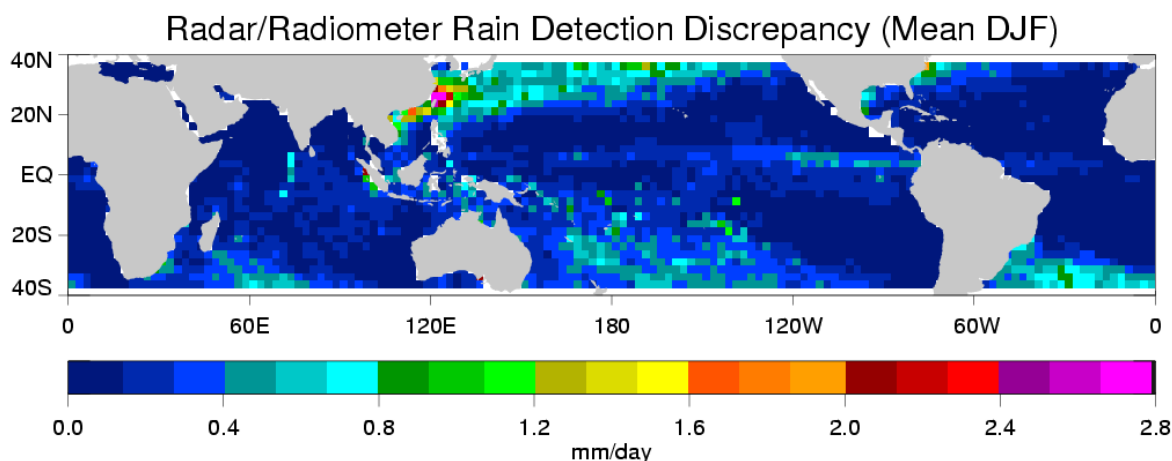 Radar/Radiometer Rain Detection Discrepancy (Mean DJF)
40N
20N
EQ
20S
40S
0 60E 120E 180 120W 60W 0
0.0 0.4 0.8 1.2 1.6 2.0 2.4 2.8
mm/day